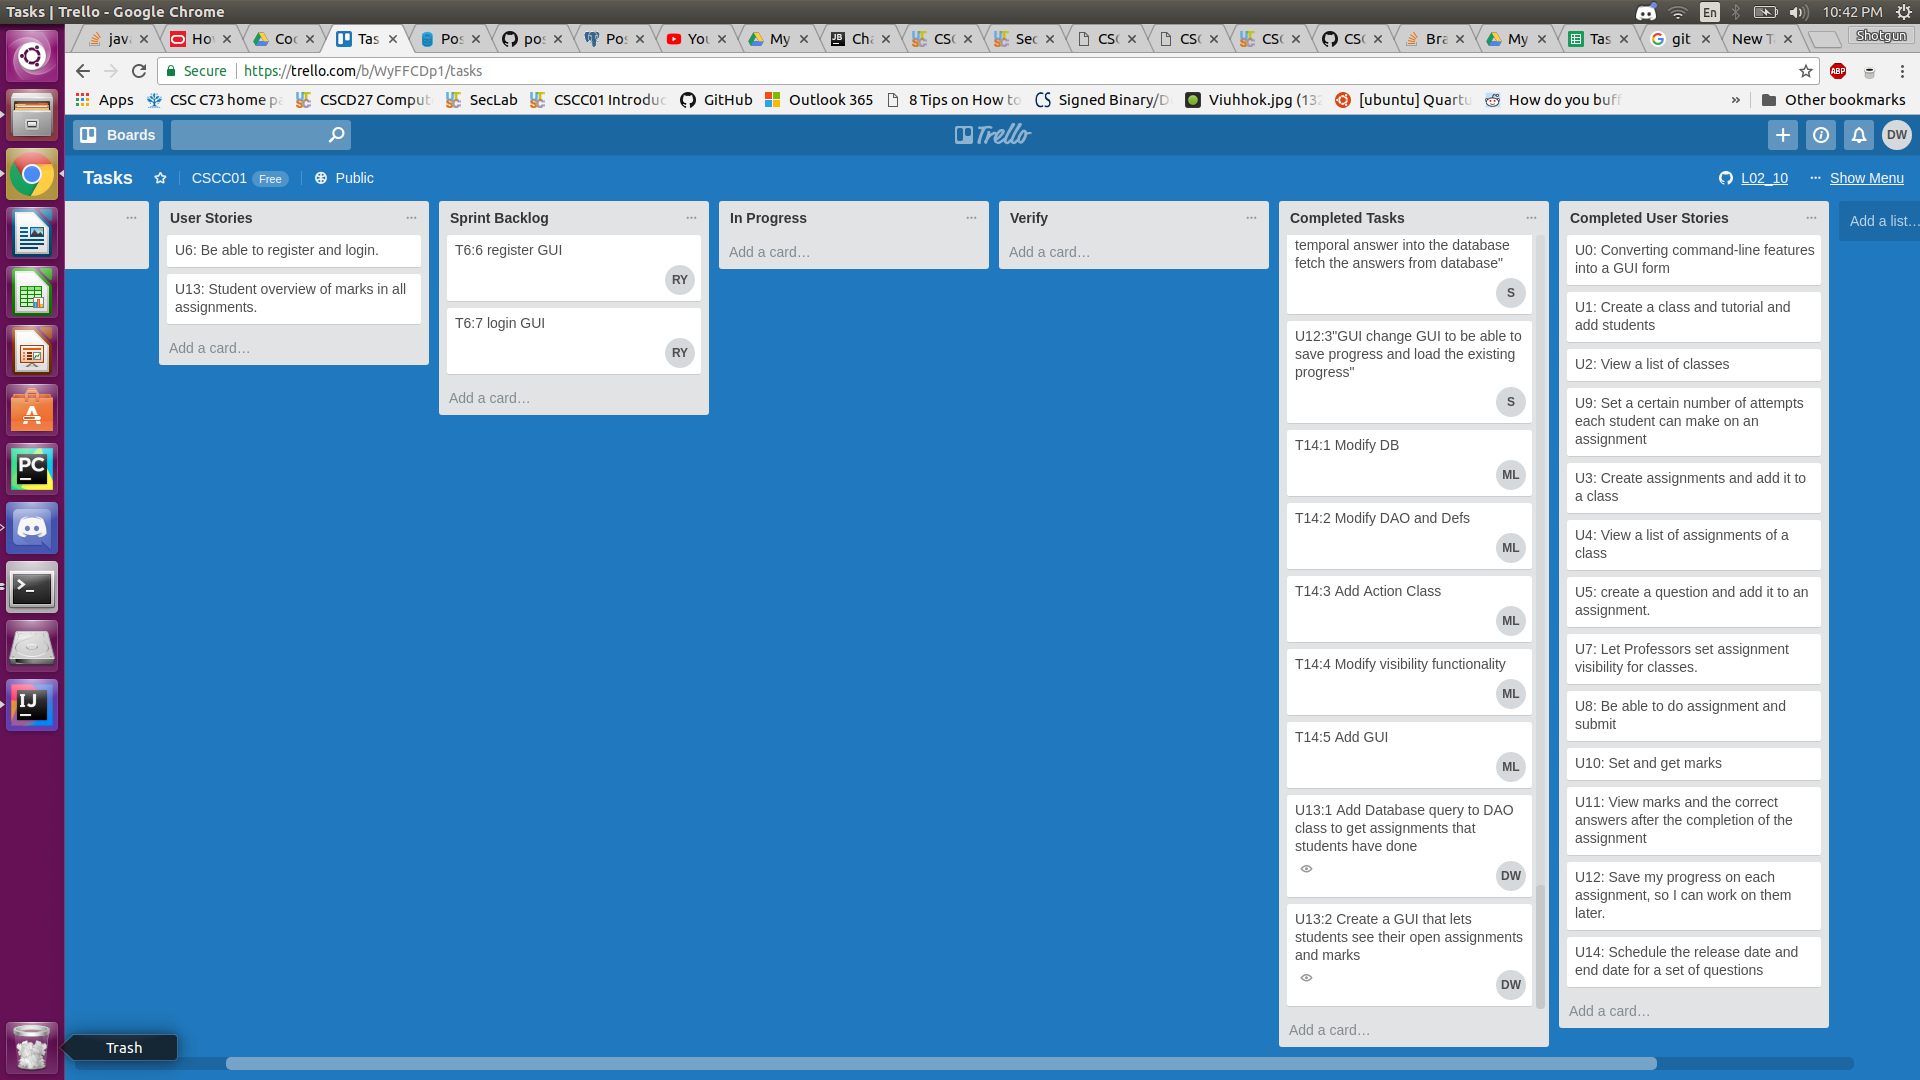 Tasks | Trello - Google Chrome
En
10:42 PM
java
How
Coo
Tas
Pos
pos
Pos
You
My
Cha
CSC
Sec
CSC
CSC
CSC
CSC
Bra
My
Tas
git
New T
Shotgun
Secure
https://trello.com/b/WyFFCDp1/tasks
ABP
Apps
CSC C73 home pa
CSCD27 Comput
SecLab
CSCC01 Introduc
GitHub
Outlook 365
8 Tips on How to
Signed Binary/D
Viuhhok.jpg (132
[ubuntu] Quartu
How do you buff
»
Other bookmarks
Boards
Trello
DW
Tasks
CSCC01
Free
Public
L02_10
Show Menu
User Stories
U6: Be able to register and login.
U13: Student overview of marks in all
assignments.
Add a card…
Sprint Backlog
T6:6 register GUI
RY
T6:7 login GUI
RY
Add a card…
In Progress
Add a card…
Verify
Add a card…
Completed Tasks
temporal answer into the database
fetch the answers from database"
S
U12:3"GUI change GUI to be able to
save progress and load the existing
progress"
S
T14:1 Modify DB
ML
T14:2 Modify DAO and Defs
ML
T14:3 Add Action Class
ML
T14:4 Modify visibility functionality
ML
T14:5 Add GUI
ML
U13:1 Add Database query to DAO
class to get assignments that
students have done
DW
U13:2 Create a GUI that lets
students see their open assignments
and marks
DW
Add a card…
Completed User Stories
U0: Converting command-line features
into a GUI form
U1: Create a class and tutorial and
add students
U2: View a list of classes
U9: Set a certain number of attempts
each student can make on an
assignment
U3: Create assignments and add it to
a class
U4: View a list of assignments of a
class
U5: create a question and add it to an
assignment.
U7: Let Professors set assignment
visibility for classes.
U8: Be able to do assignment and
submit
U10: Set and get marks
U11: View marks and the correct
answers after the completion of the
assignment
U12: Save my progress on each
assignment, so I can work on them
later.
U14: Schedule the release date and
end date for a set of questions
Add a card…
Add a list…
PC
IJ
Trash